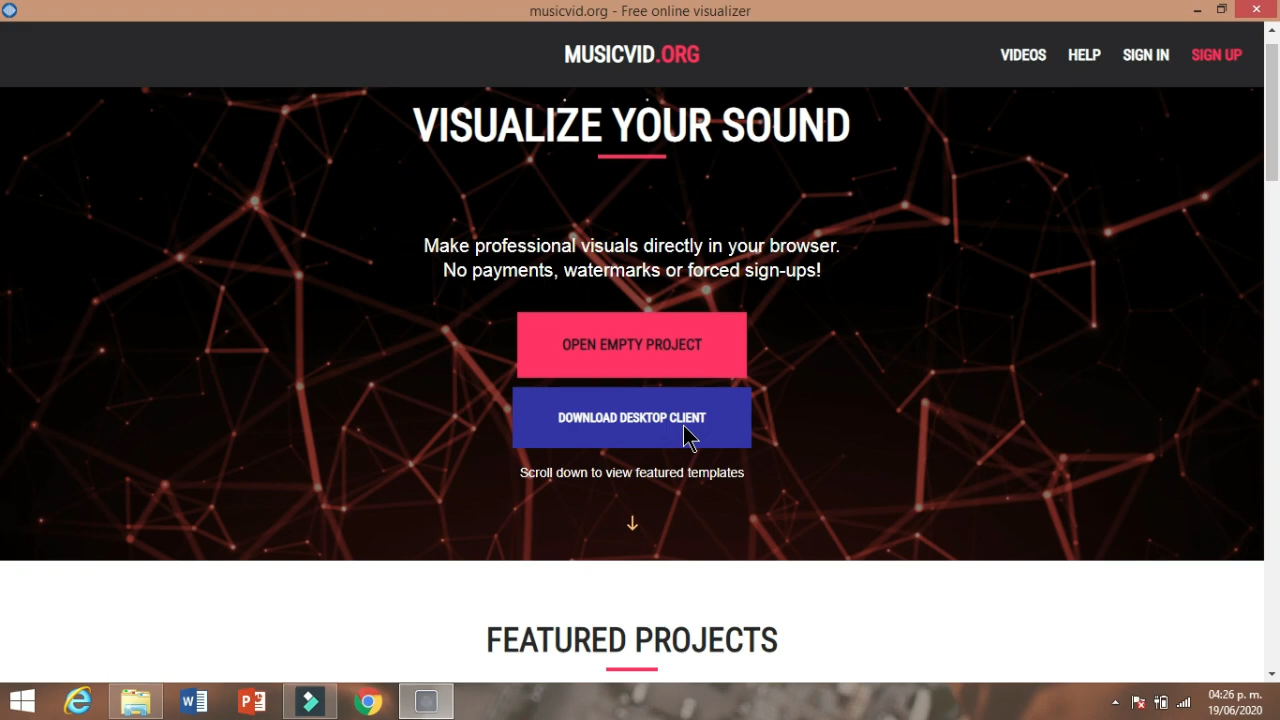 musicvid.org - Free online visualizer
MUSICVID.ORG
VIDEOS HELP SIGN IN SIGN UP
VISUALIZE YOUR SOUND
Make professional visuals directly in your browser.
No payments, watermarks or forced sign-ups!
OPEN EMPTY PROJECT
DOWNLOAD DESKTOP CLIENT
Scroll down to view featured templates
FEATURED PROJECTS
04:26 p. m.
19/06/2020